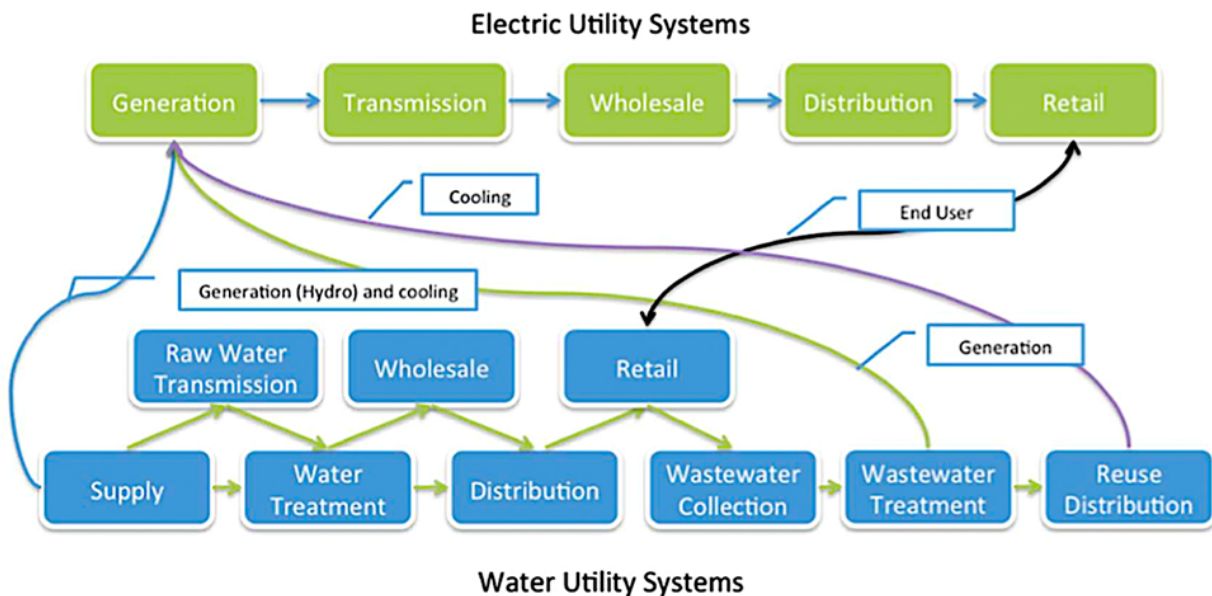 Electric Utility Systems
Generation
Transmission
Wholesale
Distribution
Retail
Cooling
End User
Generation (Hydro) and cooling
Generation
Raw Water
Transmission
Wholesale
Retail
Supply
Water
Treatment
Distribution
Wastewater
Collection
Wastewater
Treatment
Reuse
Distribution
Water Utility Systems